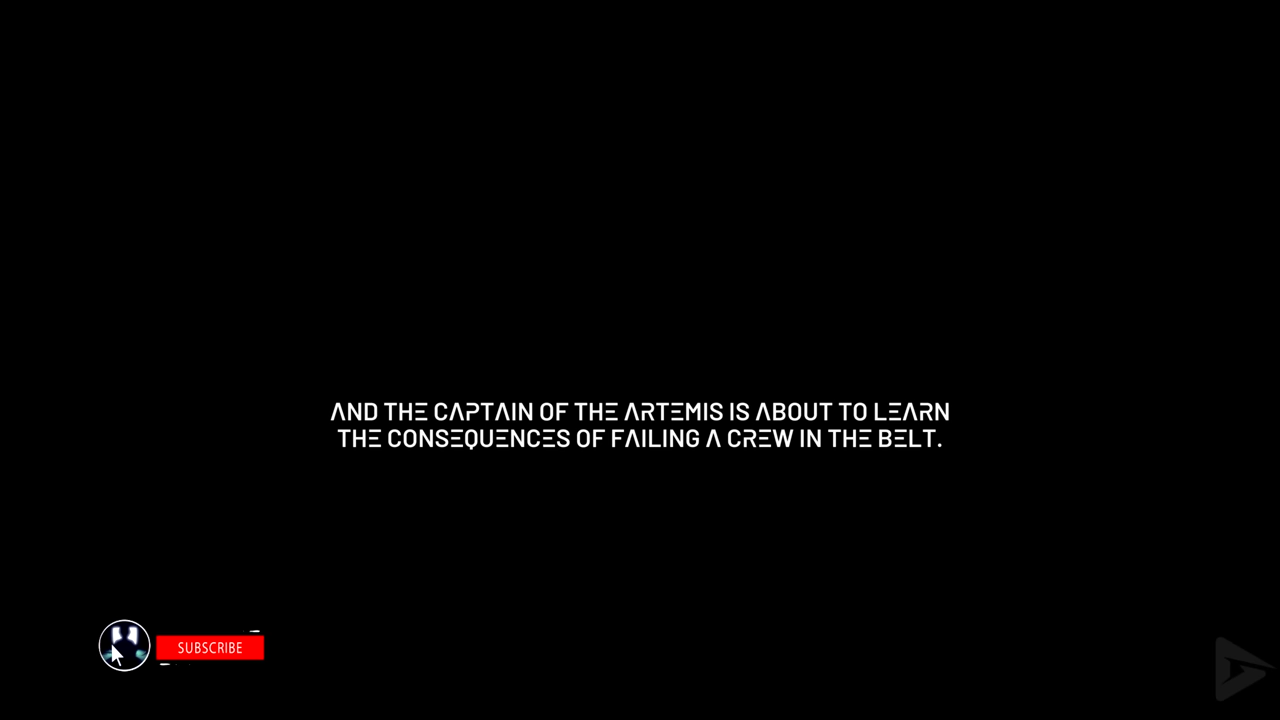 AND THE CAPTAIN OF THE ARTEMIS IS ABOUT TO LEARN
THE CONSEQUENCES OF FAILING A CREW IN THE BELT.
SUBSCRIBE